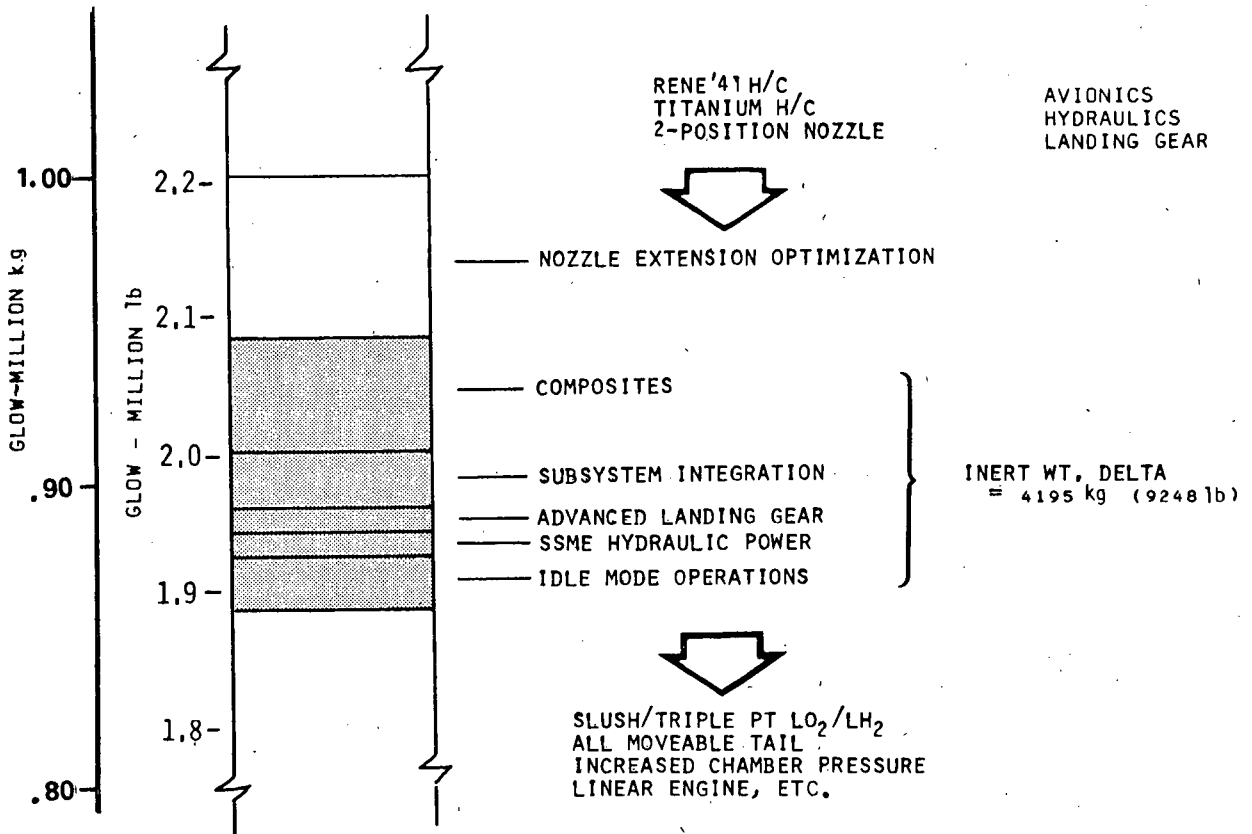 RENE'41 H/C
TITANIUM H/C
2-POSITION NOZZLE
AVIONICS
HYDRAULICS
LANDING GEAR
GLOW-MILLION kg
1.00
.90
.80
GLOW - MILLION lb
2.2
2.1
2.0
1.9
1.8
NOZZLE EXTENSION OPTIMIZATION
COMPOSITES
SUBSYSTEM INTEGRATION
ADVANCED LANDING GEAR
SSME HYDRAULIC POWER
IDLE MODE OPERATIONS
INERT WT. DELTA
= 4195 kg (9248 lb)
SLUSH/TRIPLE PT LO₂/LH₂
ALL MOVEABLE TAIL
INCREASED CHAMBER PRESSURE
LINEAR ENGINE, ETC.